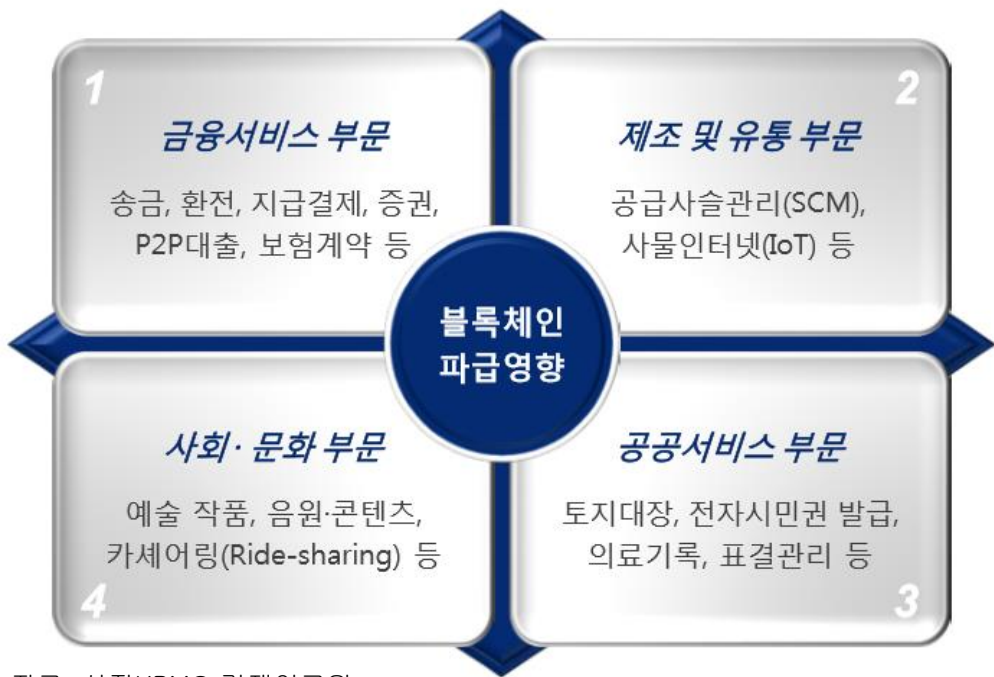 1
금융서비스 부문
송금, 환전, 지급결제, 증권,
P2P대출, 보험계약 등
2
제조 및 유통 부문
공급사슬관리(SCM),
사물인터넷(IoT) 등
블록체인
파급영향
사회·문화 부문
예술 작품, 음원·콘텐츠,
카셰어링(Ride-sharing) 등
4
공공서비스 부문
토지대장, 전자시민권 발급,
의료기록, 표결관리 등
3